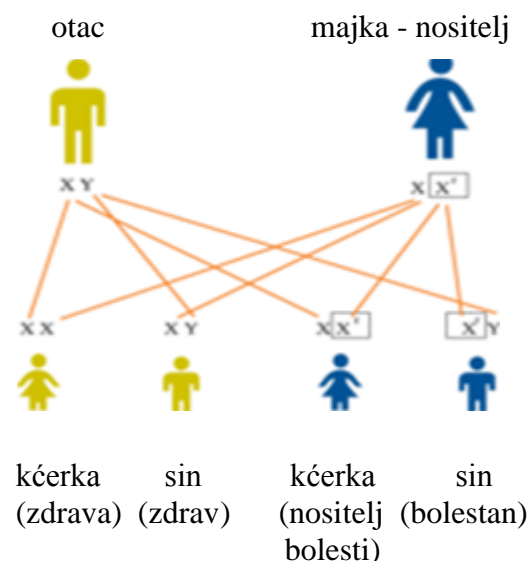 otac majka - nositelj
X Y X X*
X X X Y X X* X* Y
kćerka sin kćerka sin
(zdrava) (zdrav) (nositelj (bolestan)
bolesti)